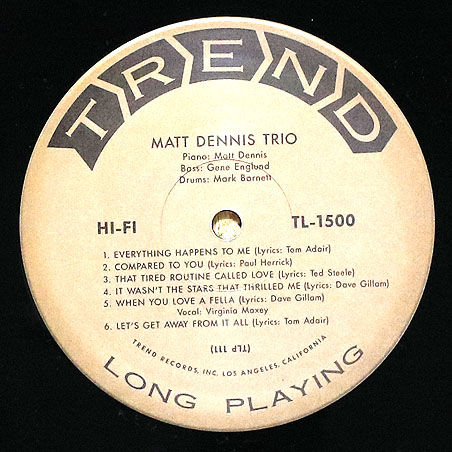 TREND
MATT DENNIS TRIO
Piano: Matt Dennis
Bass: Gene Englund
Drums: Mark Barnett
HI-FI
TL-1500
1. EVERYTHING HAPPENS TO ME (Lyrics: Tom Adair)
2. COMPARED TO YOU (Lyrics: Paul Herrick)
3. THAT TIRED ROUTINE CALLED LOVE (Lyrics: Ted Steele)
4. IT WASN'T THE STARS THAT THRILLED ME (Lyrics: Dave Gillam)
5. WHEN YOU LOVE A FELLA (Lyrics: Dave Gillam)
Vocal: Virginia Maxey
6. LET'S GET AWAY FROM IT ALL (Lyrics: Tom Adair)
(TLP 111)
TREND RECORDS, INC. LOS ANGELES, CALIFORNIA
LONG PLAYING